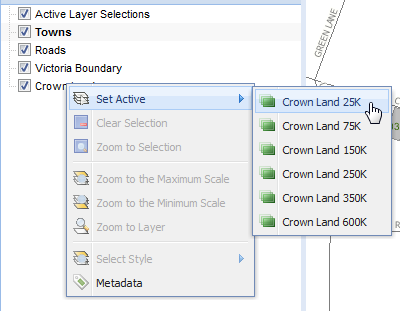 Active Layer Selections
Towns
Roads
Victoria Boundary
Crow
Set Active
Clear Selection
Zoom to Selection
Zoom to the Maximum Scale
Zoom to the Minimum Scale
Zoom to Layer
Select Style
Metadata
Crown Land 25K
Crown Land 75K
Crown Land 150K
Crown Land 250K
Crown Land 350K
Crown Land 600K
GREEN LANE